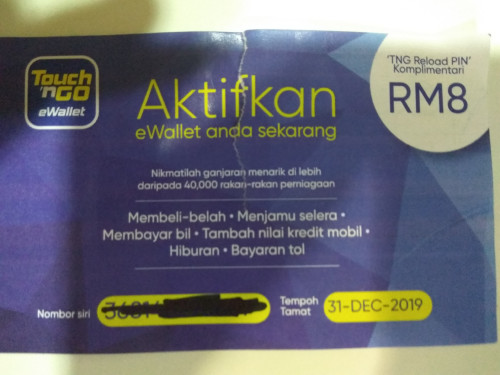 Touch
'nGO
eWallet
'TNG Reload PIN'
Komplimentari
RM8
Aktifkan
eWallet anda sekarang
Nikmatilah ganjaran menarik di lebih
daripada 40,000 rakan-rakan perniagaan
Membeli-belah • Menjamu selera •
Membayar bil • Tambah nilai kredit mobil •
Hiburan • Bayaran tol
Nombor siri
Tempoh
Tamat
31-DEC-2019